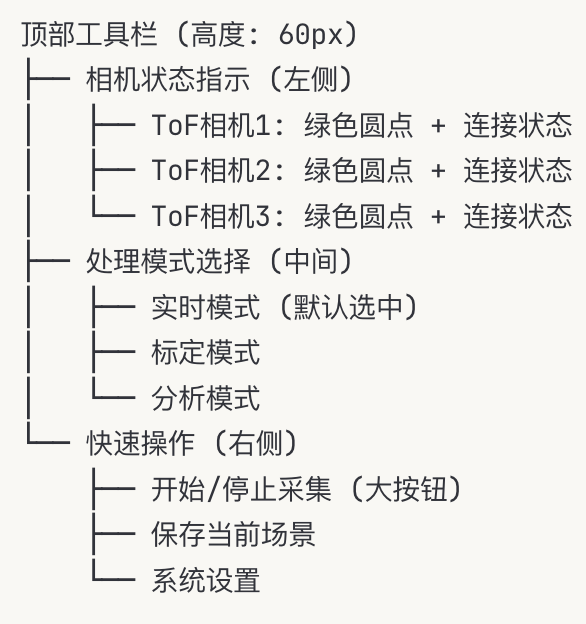 顶部工具栏 (高度: 60px)
├── 相机状态指示 (左侧)
│   ├── ToF相机1: 绿色圆点 + 连接状态
│   ├── ToF相机2: 绿色圆点 + 连接状态
│   └── ToF相机3: 绿色圆点 + 连接状态
├── 处理模式选择 (中间)
│   ├── 实时模式 (默认选中)
│   ├── 标定模式
│   └── 分析模式
└── 快速操作 (右侧)
    ├── 开始/停止采集 (大按钮)
    ├── 保存当前场景
    └── 系统设置